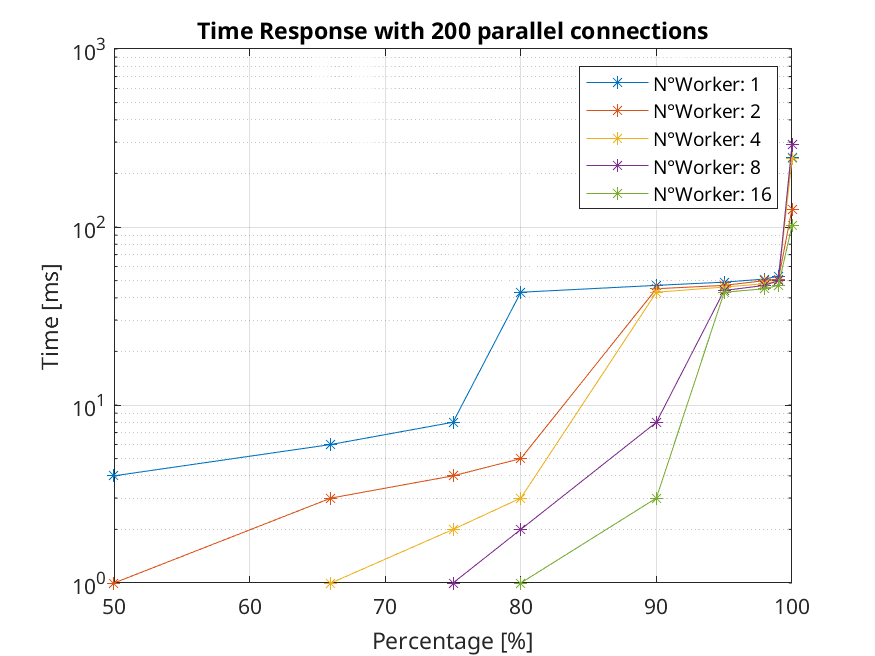 Time Response with 200 parallel connections
10³
10²
10¹
10⁰
Time [ms]
N°Worker: 1
N°Worker: 2
N°Worker: 4
N°Worker: 8
N°Worker: 16
50 60 70 80 90 100
Percentage [%]